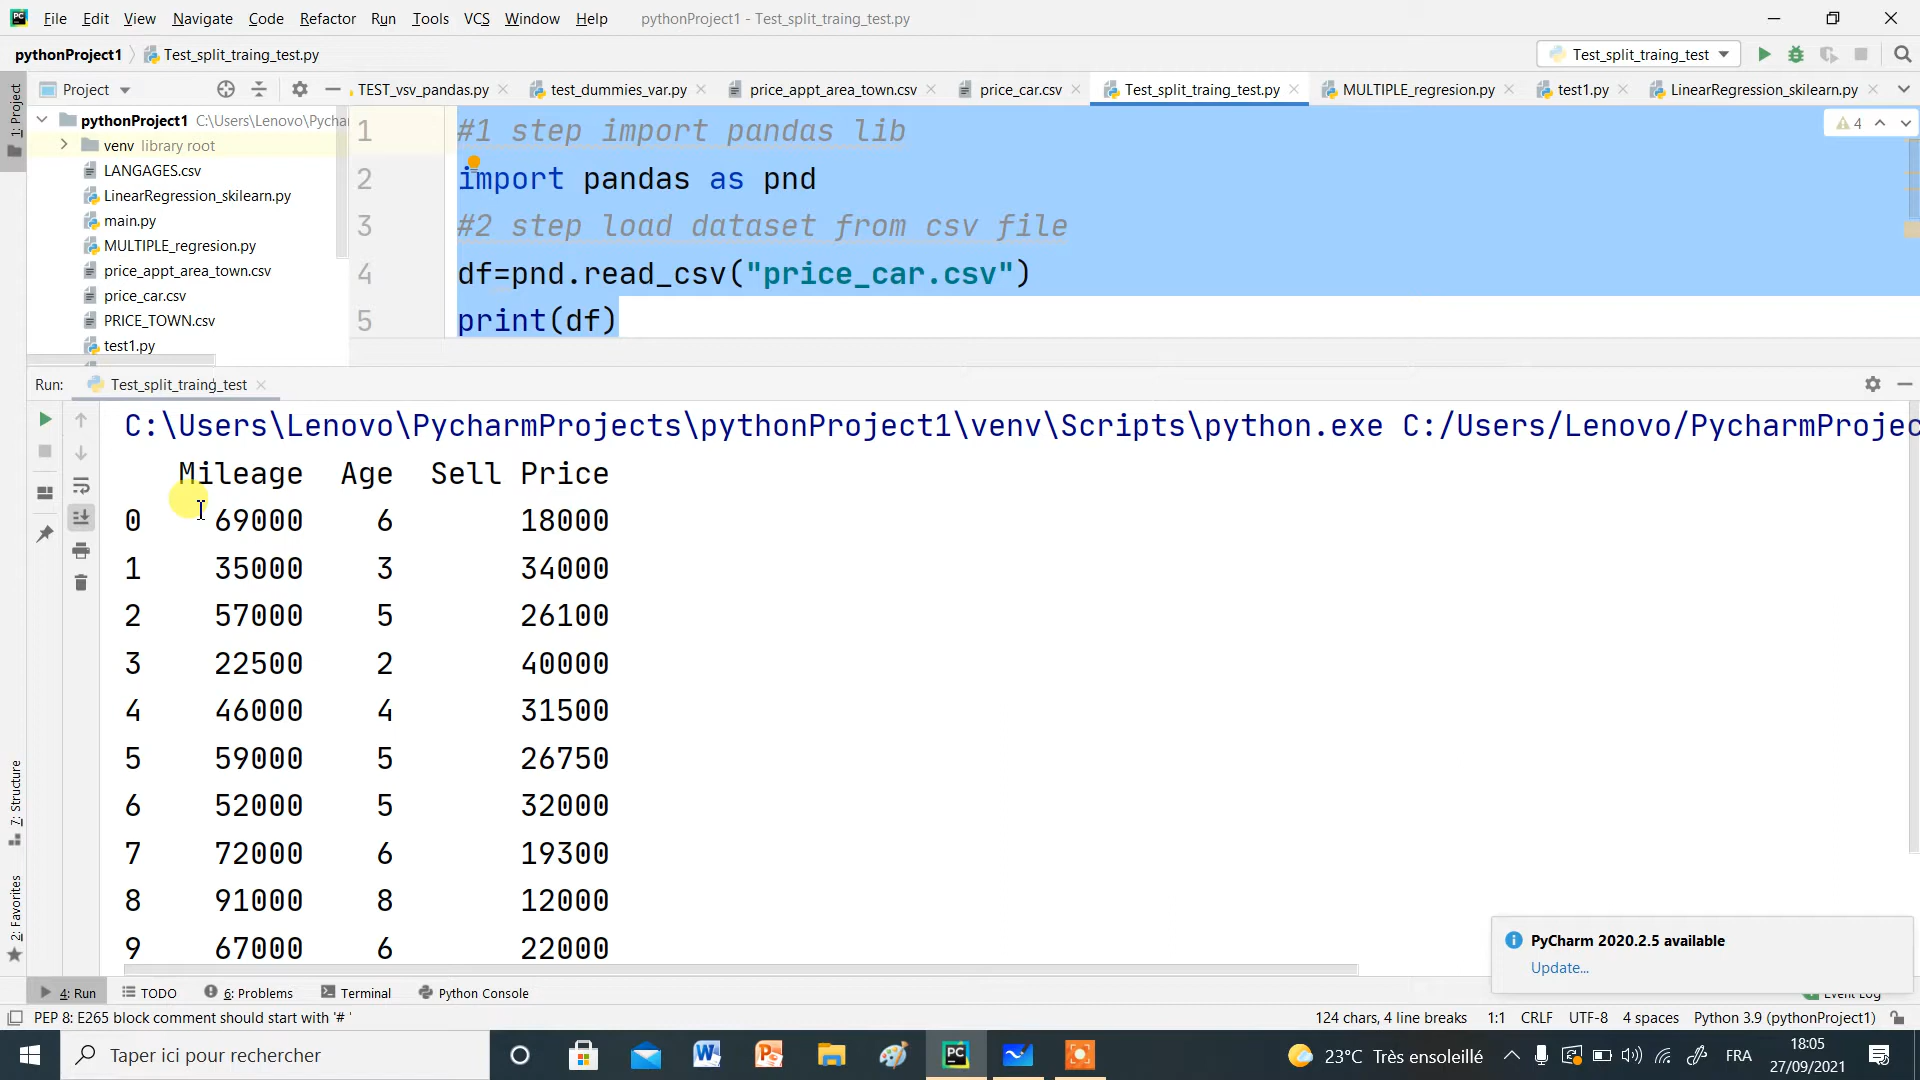 File Edit View Navigate Code Refactor Run Tools VCS Window Help pythonProject1 - Test_split_traing_test.py
pythonProject1 Test_split_traing_test.py Test_split_traing_test
Project TEST_vsv_pandas.py test_dummies_var.py price_appt_area_town.csv price_car.csv Test_split_traing_test.py MULTIPLE_regresion.py test1.py LinearRegression_skilearn.py
1: Project
pythonProject1 C:\Users\Lenovo\Pychar
venv library root
LANGAGES.csv
LinearRegression_skilearn.py
main.py
MULTIPLE_regresion.py
price_appt_area_town.csv
price_car.csv
PRICE_TOWN.csv
test1.py
1 #1 step import pandas lib
2 import pandas as pnd
3 #2 step load dataset from csv file
4 df=pnd.read_csv("price_car.csv")
5 print(df)
4
Run: Test_split_traing_test
C:\Users\Lenovo\PycharmProjects\pythonProject1\venv\Scripts\python.exe C:/Users/Lenovo/PycharmProjec
Mileage Age Sell Price
0 69000 6 18000
1 35000 3 34000
2 57000 5 26100
3 22500 2 40000
4 46000 4 31500
5 59000 5 26750
6 52000 5 32000
7 72000 6 19300
8 91000 8 12000
9 67000 6 22000
7: Structure
2: Favorites
PyCharm 2020.2.5 available
Update...
4: Run TODO 6: Problems Terminal Python Console Event Log
PEP 8: E265 block comment should start with '# ' 124 chars, 4 line breaks 1:1 CRLF UTF-8 4 spaces Python 3.9 (pythonProject1)
Taper ici pour rechercher 23°C Très ensoleillé FRA 18:05
27/09/2021